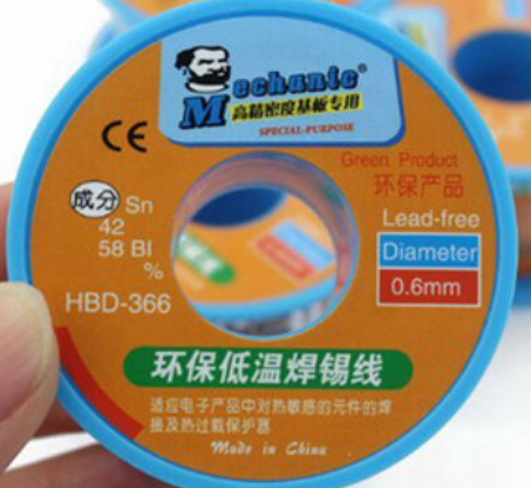 Mechanic®
高精密度基板专用
SPECIAL-PURPOSE
CE
Green Product
环保产品
成分 Sn
42
58 BI
%
Lead-free
Diameter
0.6mm
HBD-366
环保低温焊锡线
适应电子产品中对热敏感的元件的焊
接及热过载保护器
Made in China